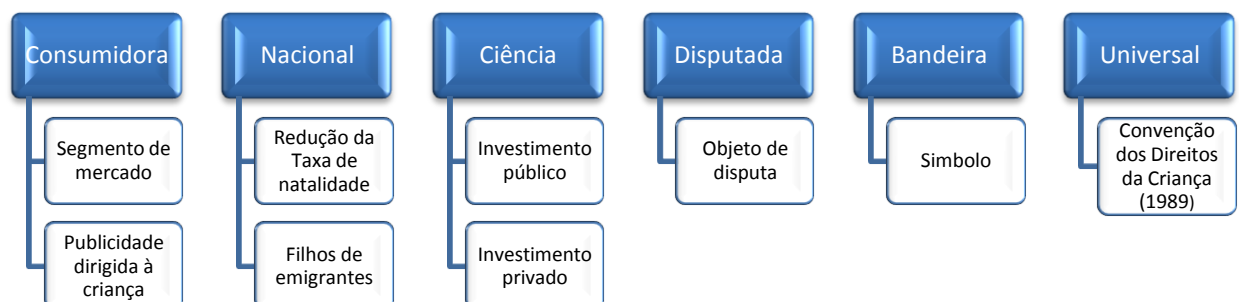 Consumidora
Segmento de
mercado
Publicidade
dirigida à
criança
Nacional
Redução da
Taxa de
natalidade
Filhos de
emigrantes
Ciência
Investimento
público
Investimento
privado
Disputada
Objeto de
disputa
Bandeira
Simbolo
Universal
Convenção
dos Direitos
da Criança
(1989)